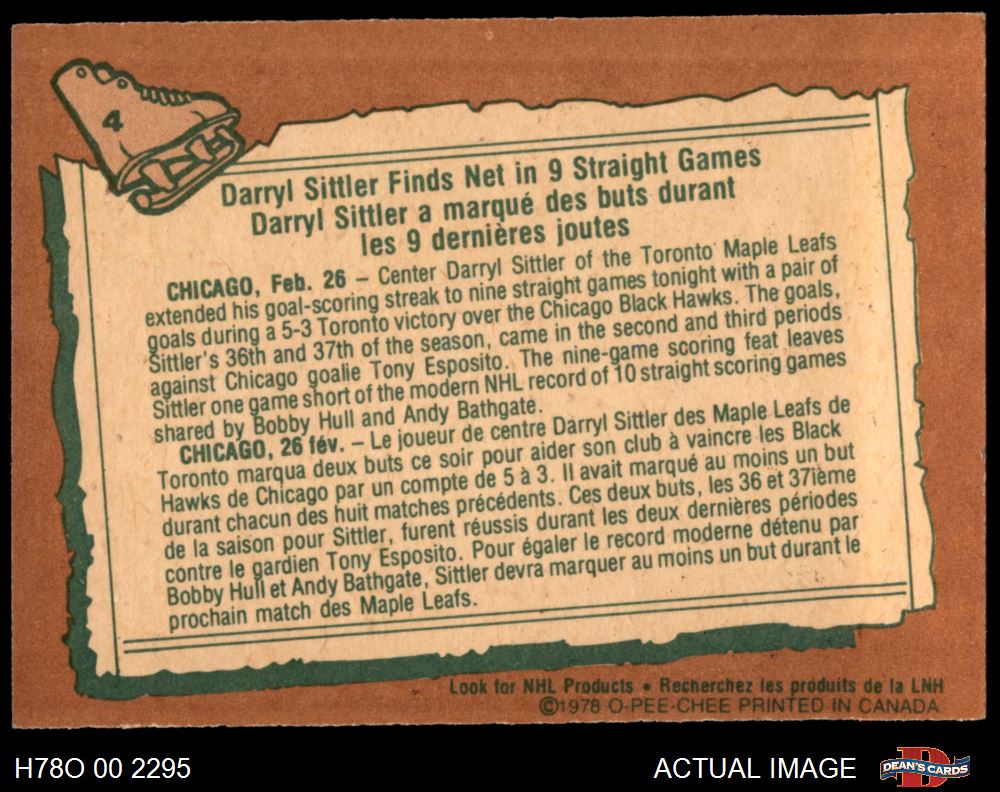 4
Darryl Sittler Finds Net in 9 Straight Games
Darryl Sittler a marqué des buts durant
les 9 dernières joutes
CHICAGO, Feb. 26 – Center Darryl Sittler of the Toronto Maple Leafs
extended his goal-scoring streak to nine straight games tonight with a pair of
goals during a 5-3 Toronto victory over the Chicago Black Hawks. The goals,
Sittler's 36th and 37th of the season, came in the second and third periods
against Chicago goalie Tony Esposito. The nine-game scoring feat leaves
Sittler one game short of the modern NHL record of 10 straight scoring games
shared by Bobby Hull and Andy Bathgate.
CHICAGO, 26 fév. – Le joueur de centre Darryl Sittler des Maple Leafs de
Toronto marqua deux buts ce soir pour aider son club à vaincre les Black
Hawks de Chicago par un compte de 5 à 3. Il avait marqué au moins un but
durant chacun des huit matches précédents. Ces deux buts, les 36 et 37ième
de la saison pour Sittler, furent réussis durant les deux dernières périodes
contre le gardien Tony Esposito. Pour égaler le record moderne détenu par
Bobby Hull et Andy Bathgate, Sittler devra marquer au moins un but durant le
prochain match des Maple Leafs.
Look for NHL Products • Recherchez les produits de la LNH
©1978 O-PEE-CHEE PRINTED IN CANADA
H78O 00 2295
ACTUAL IMAGE
DEAN'S CARDS